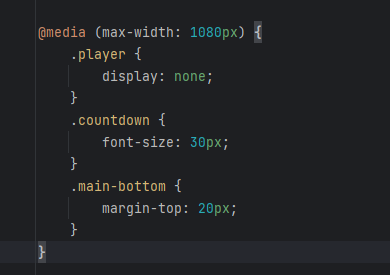 @media (max-width: 1080px) {
    .player {
        display: none;
    }
    .countdown {
        font-size: 30px;
    }
    .main-bottom {
        margin-top: 20px;
    }
}